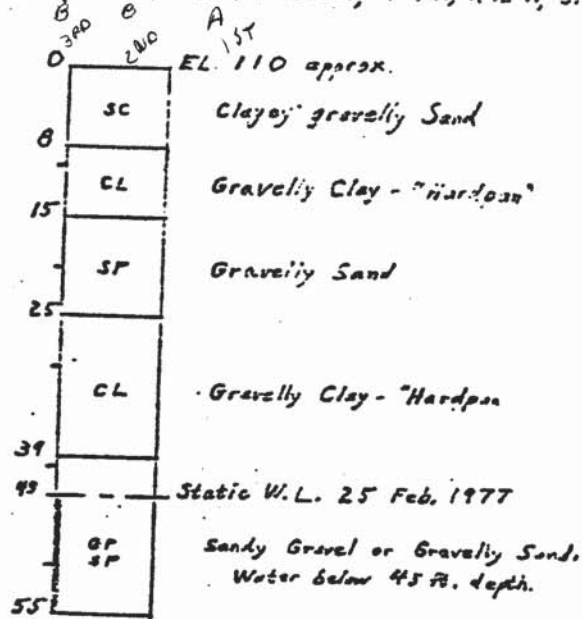 B B A
3RD 2ND 1ST
0 EL. 110 approx.
SC Clayey gravelly Sand
8
CL Gravelly Clay - "Hardpan"
15
SP Gravelly Sand
25
CL Gravelly Clay - "Hardpan
39
Static W.L. 25 Feb. 1977
GP Sandy Gravel or Gravelly Sand.
SP Water below 45 ft. depth.
55